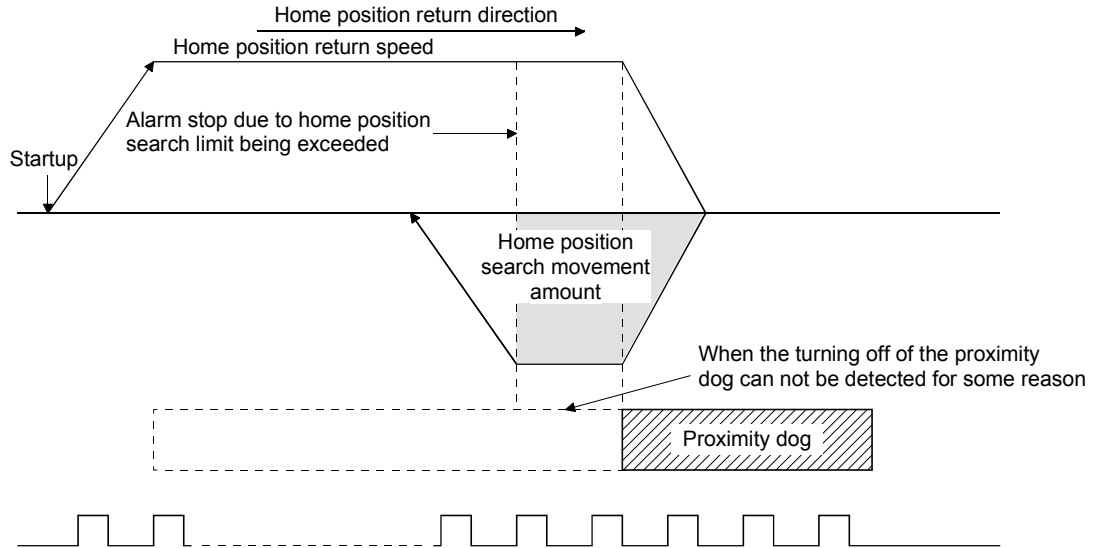 Home position return direction
Home position return speed
Alarm stop due to home position
search limit being exceeded
Startup
Home position
search movement
amount
When the turning off of the proximity
dog can not be detected for some reason
Proximity dog